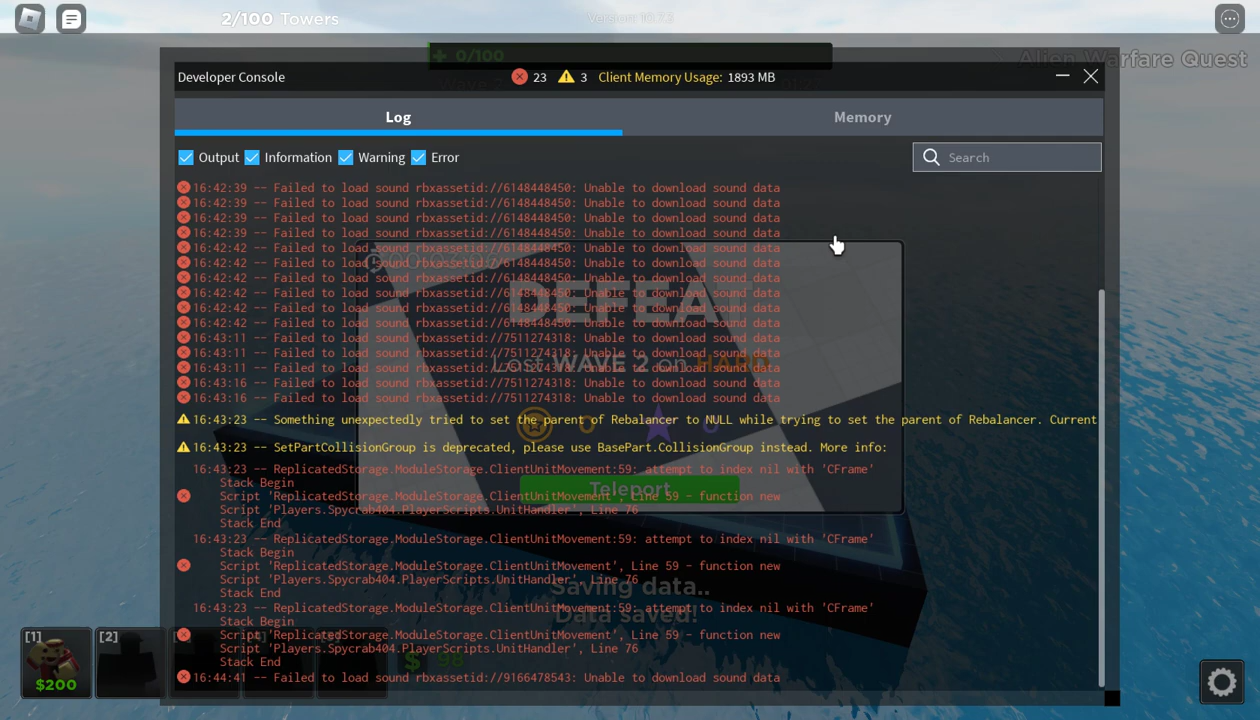 2/100 Towers
Version: 10.7.2
0/100
Alien Warfare Quest
Developer Console
23
3
Client Memory Usage: 1893 MB
Log
Memory
Output
Information
Warning
Error
Search
16:42:39 -- Failed to load sound rbxassetid://6148448450: Unable to download sound data
16:42:39 -- Failed to load sound rbxassetid://6148448450: Unable to download sound data
16:42:39 -- Failed to load sound rbxassetid://6148448450: Unable to download sound data
16:42:39 -- Failed to load sound rbxassetid://6148448450: Unable to download sound data
16:42:42 -- Failed to load sound rbxassetid://6148448450: Unable to download sound data
16:42:42 -- Failed to load sound rbxassetid://6148448450: Unable to download sound data
16:42:42 -- Failed to load sound rbxassetid://6148448450: Unable to download sound data
16:42:42 -- Failed to load sound rbxassetid://6148448450: Unable to download sound data
16:42:42 -- Failed to load sound rbxassetid://6148448450: Unable to download sound data
16:42:42 -- Failed to load sound rbxassetid://6148448450: Unable to download sound data
16:43:11 -- Failed to load sound rbxassetid://7511274318: Unable to download sound data
16:43:11 -- Failed to load sound rbxassetid://7511274318: Unable to download sound data
16:43:11 -- Failed to load sound rbxassetid://7511274318: Unable to download sound data
16:43:16 -- Failed to load sound rbxassetid://7511274318: Unable to download sound data
16:43:16 -- Failed to load sound rbxassetid://7511274318: Unable to download sound data
16:43:23 -- Something unexpectedly tried to set the parent of Rebalancer to NULL while trying to set the parent of Rebalancer. Current
16:43:23 -- SetPartCollisionGroup is deprecated, please use BasePart.CollisionGroup instead. More info:
16:43:23 -- ReplicatedStorage.ModuleStorage.ClientUnitMovement:59: attempt to index nil with 'CFrame'
Stack Begin
Script 'ReplicatedStorage.ModuleStorage.ClientUnitMovement', Line 59 - function new
Script 'Players.Spycrab404.PlayerScripts.UnitHandler', Line 76
Stack End
16:43:23 -- ReplicatedStorage.ModuleStorage.ClientUnitMovement:59: attempt to index nil with 'CFrame'
Stack Begin
Script 'ReplicatedStorage.ModuleStorage.ClientUnitMovement', Line 59 - function new
Script 'Players.Spycrab404.PlayerScripts.UnitHandler', Line 76
Stack End
16:43:23 -- ReplicatedStorage.ModuleStorage.ClientUnitMovement:59: attempt to index nil with 'CFrame'
Stack Begin
Script 'ReplicatedStorage.ModuleStorage.ClientUnitMovement', Line 59 - function new
Script 'Players.Spycrab404.PlayerScripts.UnitHandler', Line 76
Stack End
16:44:41 -- Failed to load sound rbxassetid://9166478543: Unable to download sound data
DEFEAT
Lost WAVE 2 on HARD
0
0
Teleport
Saving data..
Data saved!
[1]
[2]
$200
$ 98